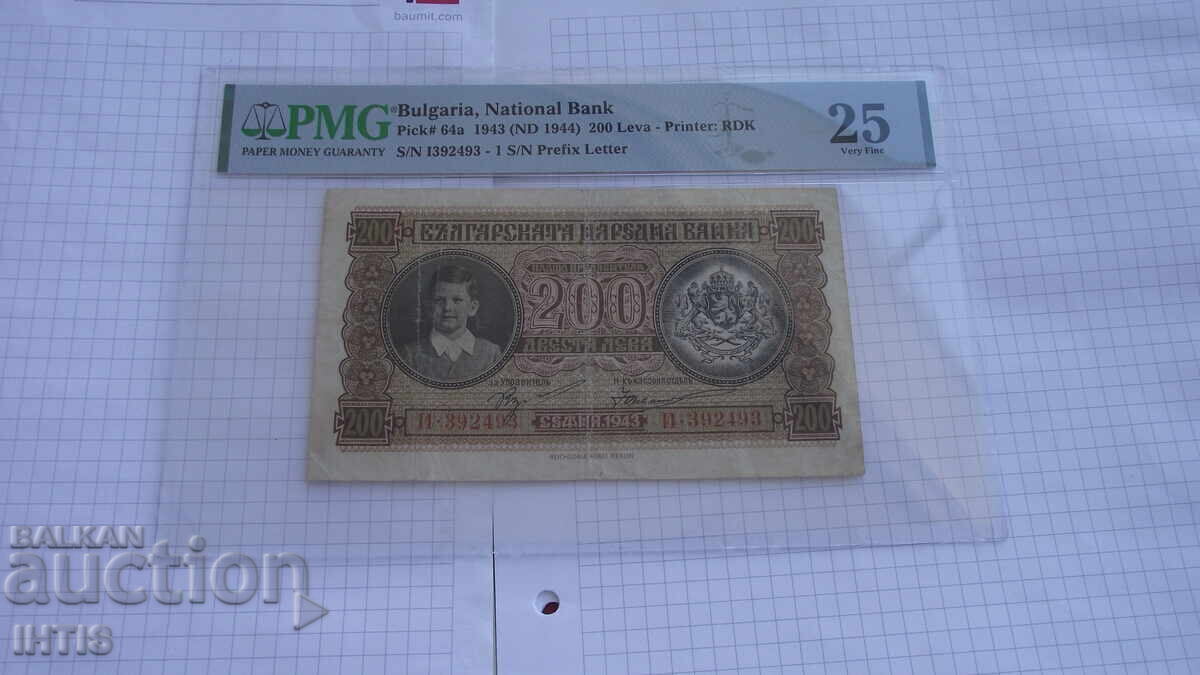 baumit.com
PMG®
PAPER MONEY GUARANTY
Bulgaria, National Bank
Pick# 64a 1943 (ND 1944) 200 Leva - Printer: RDK
S/N I392493 - 1 S/N Prefix Letter
25
Very Fine
200 БЪЛГАРСКАТА НАРОДНА БАНКА 200
200
ДВЕСТА ЛЕВА
200 И·392493 1943 И·392493 200
BALKAN
auction
IHTIS